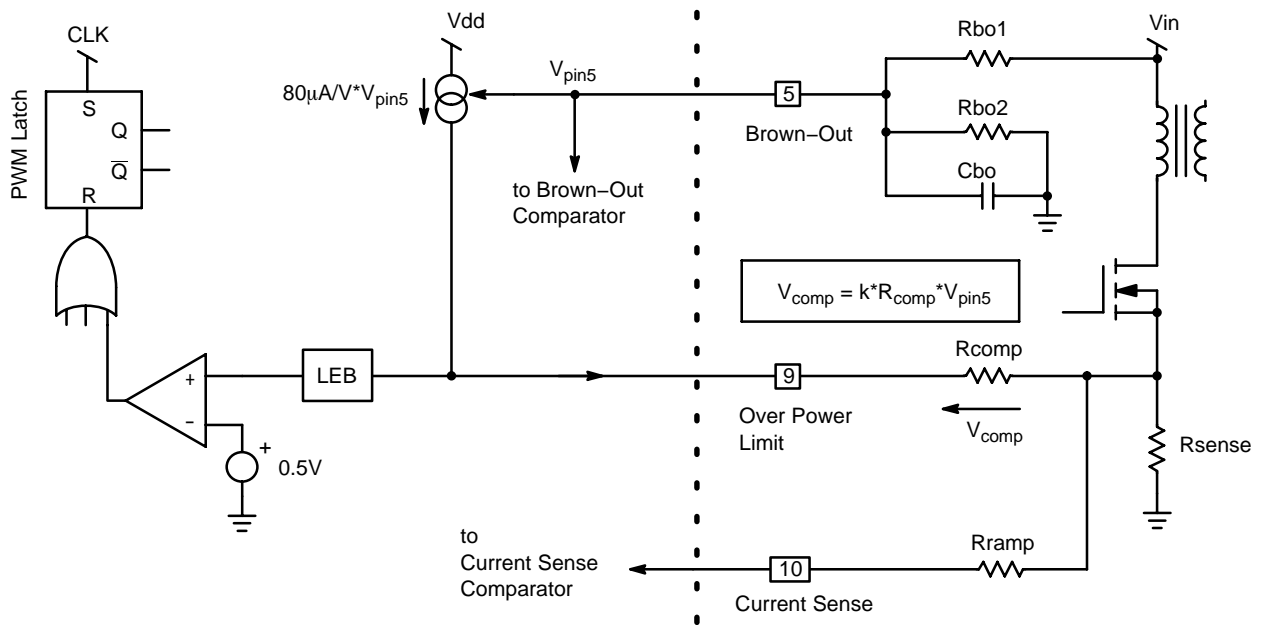 CLK
Vdd
Rbo1
Vin
PWM Latch
S
Q
Q̅
R
80μA/V*Vpin5
Vpin5
5
Brown−Out
Rbo2
Cbo
to Brown−Out
Comparator
Vcomp = k*Rcomp*Vpin5
LEB
+
−
+
0.5V
9
Over Power
Limit
Rcomp
Vcomp
Rsense
to
Current Sense
Comparator
10
Current Sense
Rramp